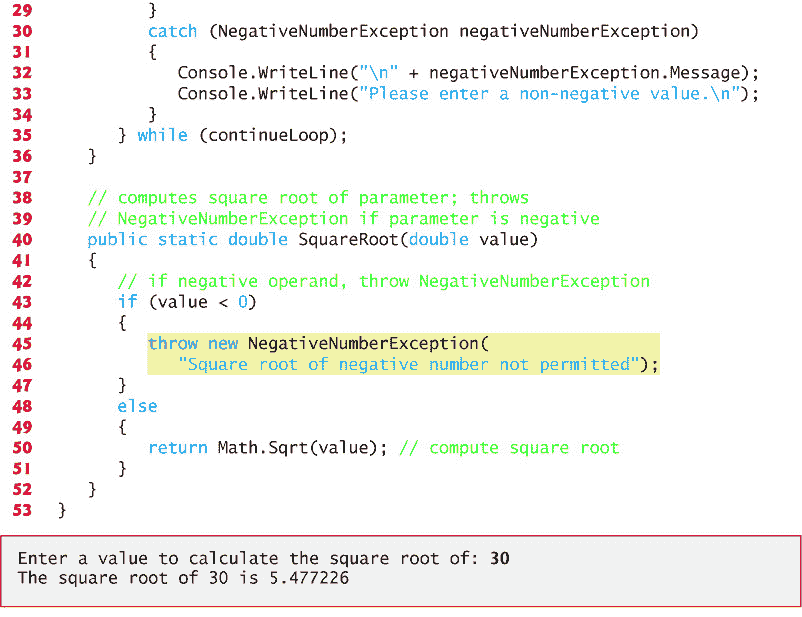 29 }
30 catch (NegativeNumberException negativeNumberException)
31 {
32 Console.WriteLine("\n" + negativeNumberException.Message);
33 Console.WriteLine("Please enter a non-negative value.\n");
34 }
35 } while (continueLoop);
36 }
37
38 // computes square root of parameter; throws
39 // NegativeNumberException if parameter is negative
40 public static double SquareRoot(double value)
41 {
42 // if negative operand, throw NegativeNumberException
43 if (value < 0)
44 {
45 throw new NegativeNumberException(
46 "Square root of negative number not permitted");
47 }
48 else
49 {
50 return Math.Sqrt(value); // compute square root
51 }
52 }
53 }
Enter a value to calculate the square root of: 30
The square root of 30 is 5.477226